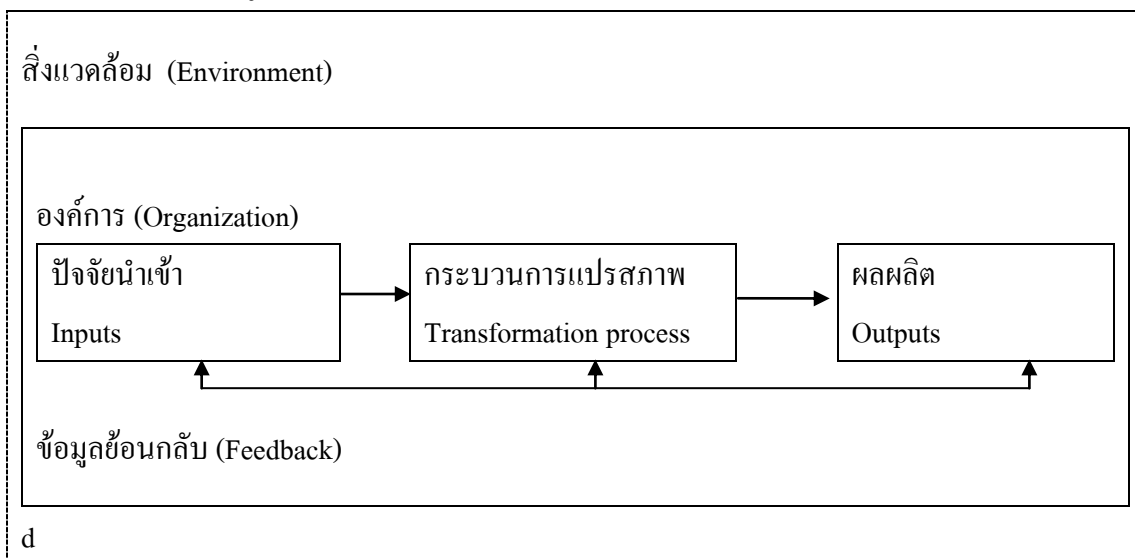 สิ่งแวดล้อม (Environment)
องค์การ (Organization)
ปัจจัยนำเข้า
Inputs
กระบวนการแปรสภาพ
Transformation process
ผลผลิต
Outputs
ข้อมูลย้อนกลับ (Feedback)
d